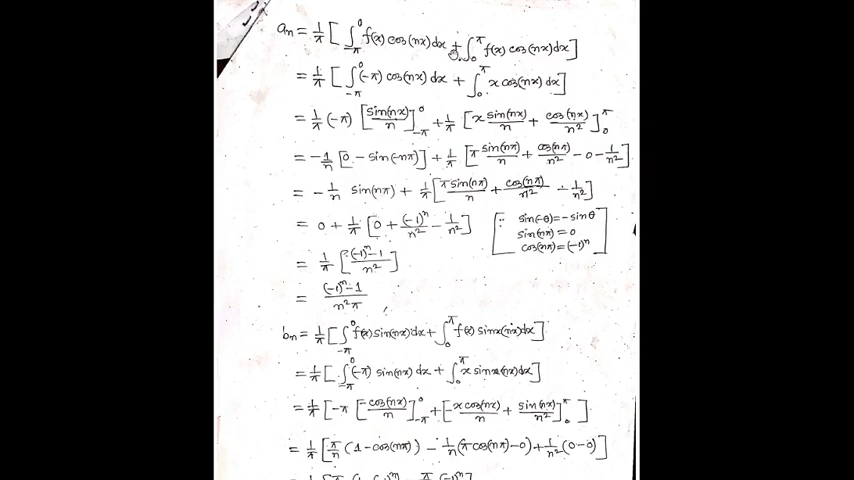 aₙ = 1/π [ ∫_{-π}^{0} f(x) cos(nx) dx + ∫_{0}^{π} f(x) cos(nx) dx ]
= 1/π [ ∫_{-π}^{0} (-π) cos(nx) dx + ∫_{0}^{π} x cos(nx) dx ]
= 1/π (-π) [ sin(nx)/n ]_{-π}^{0} + 1/π [ x sin(nx)/n + cos(nx)/n² ]_{0}^{π}
= -1/n [ 0 - sin(-nπ) ] + 1/π [ π sin(nπ)/n + cos(nπ)/n² - 0 - 1/n² ]
= -1/n sin(nπ) + 1/π [ π sin(nπ)/n + cos(nπ)/n² - 1/n² ]
= 0 + 1/π [ 0 + (-1)ⁿ/n² - 1/n² ]
[ ∵ sin(-θ) = -sinθ
sin(nπ) = 0
cos(nπ) = (-1)ⁿ ]
= 1/π [ (-1)ⁿ-1/n² ]
= (-1)ⁿ-1/n²π ,
bₙ = 1/π [ ∫_{-π}^{0} f(x) sin(nx) dx + ∫_{0}^{π} f(x) sinx(nx) dx ]
= 1/π [ ∫_{-π}^{0} (-π) sin(nx) dx + ∫_{0}^{π} x sinx(nx) dx ]
= 1/π [ -π [ -cos(nx)/n ]_{-π}^{0} + [ -x cos(nx)/n + sin(nx)/n² ]_{0}^{π} ]
= 1/π [ π/n (1 - cos(nπ)) - 1/n (π cos(nπ) - 0) + 1/n² (0-0) ]